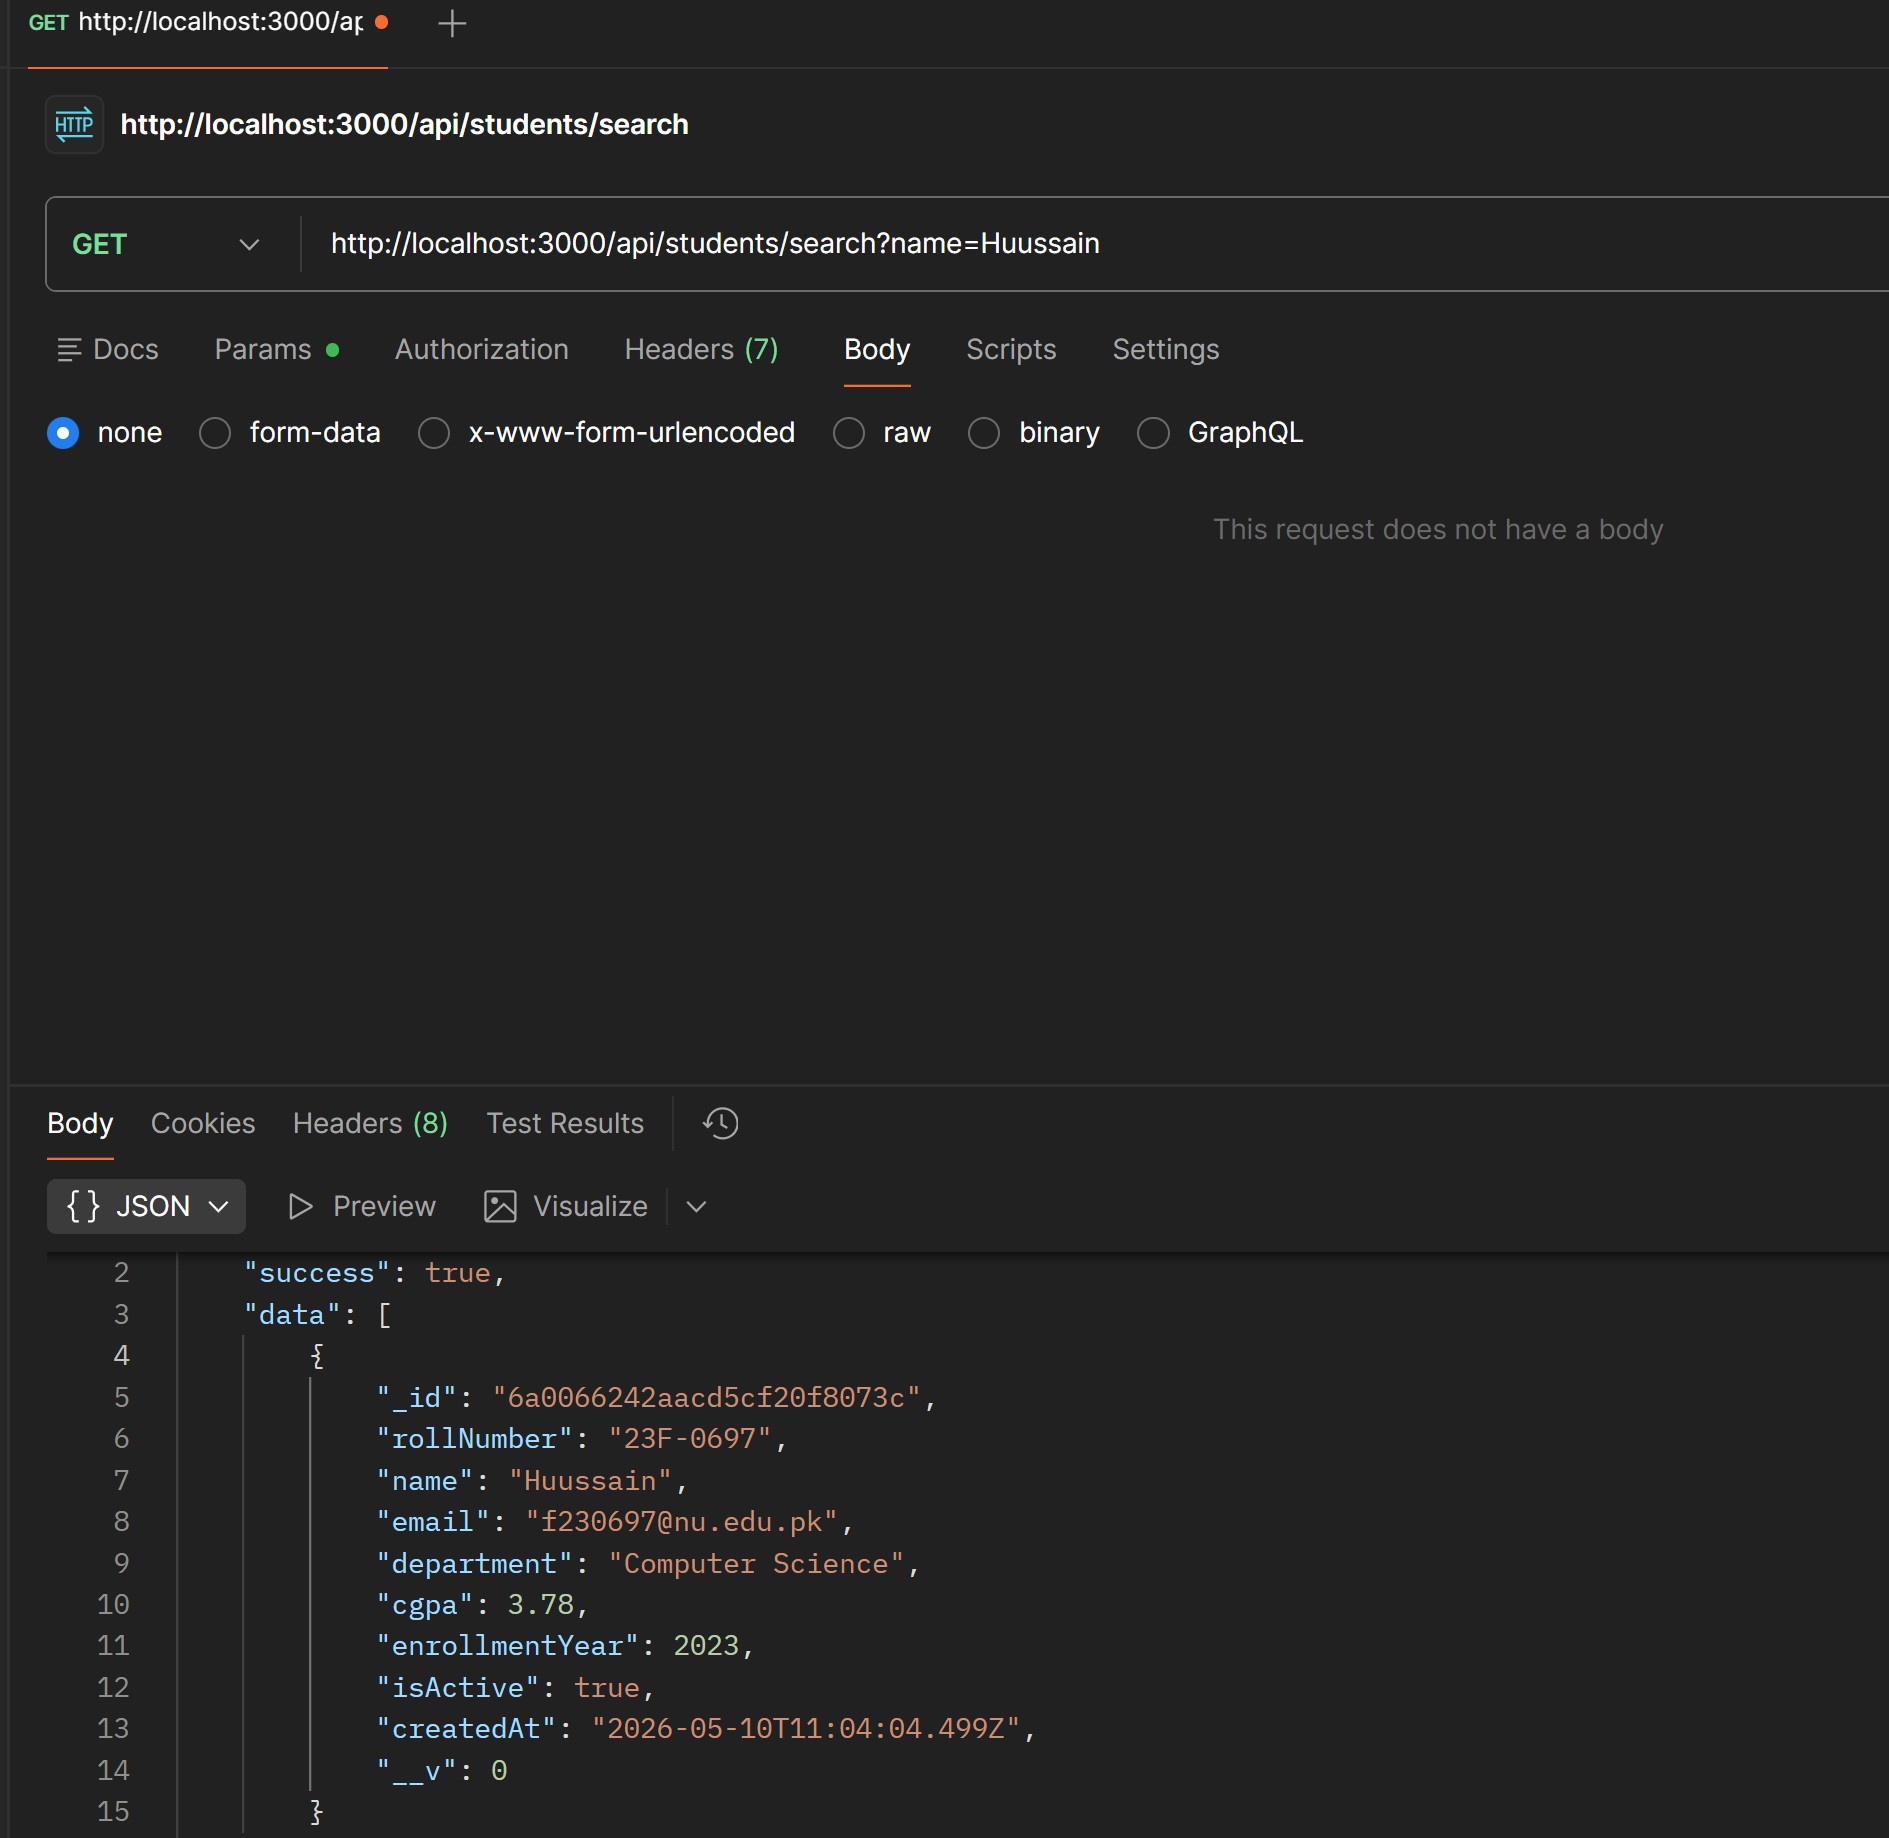 GET http://localhost:3000/ap
HTTP http://localhost:3000/api/students/search
GET http://localhost:3000/api/students/search?name=Huussain
Docs Params Authorization Headers (7) Body Scripts Settings
none form-data x-www-form-urlencoded raw binary GraphQL
This request does not have a body
Body Cookies Headers (8) Test Results
{ } JSON Preview Visualize
2 "success": true,
3 "data": [
4 {
5 "_id": "6a0066242aacd5cf20f8073c",
6 "rollNumber": "23F-0697",
7 "name": "Huussain",
8 "email": "f230697@nu.edu.pk",
9 "department": "Computer Science",
10 "cgpa": 3.78,
11 "enrollmentYear": 2023,
12 "isActive": true,
13 "createdAt": "2026-05-10T11:04:04.499Z",
14 "__v": 0
15 }